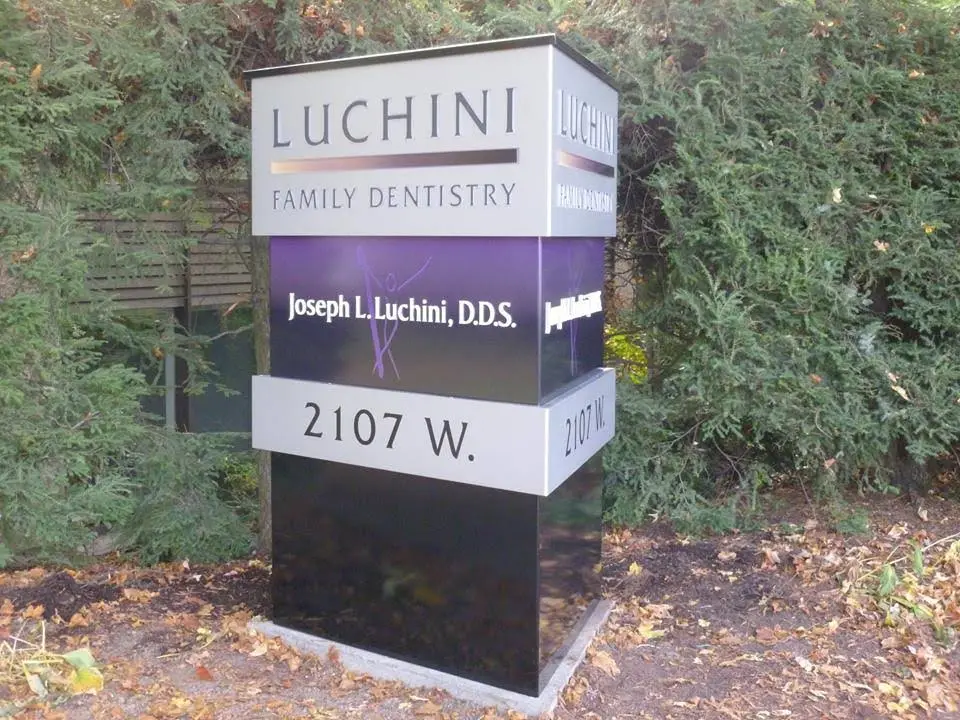 LUCHINI
FAMILY DENTISTRY
Joseph L. Luchini, D.D.S.
2107 W.
LUCHINI
FAMILY DENTISTRY
2107 W.